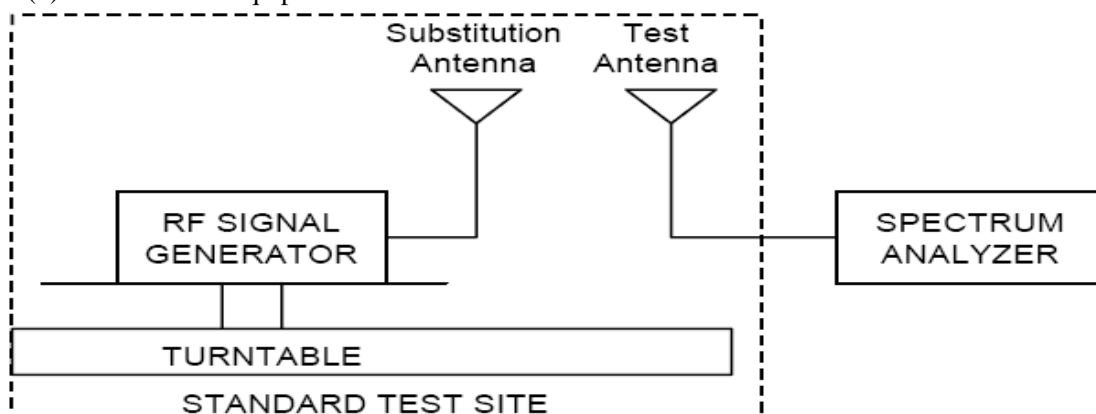 Substitution
Antenna
Test
Antenna
RF SIGNAL
GENERATOR
SPECTRUM
ANALYZER
TURNTABLE
STANDARD TEST SITE